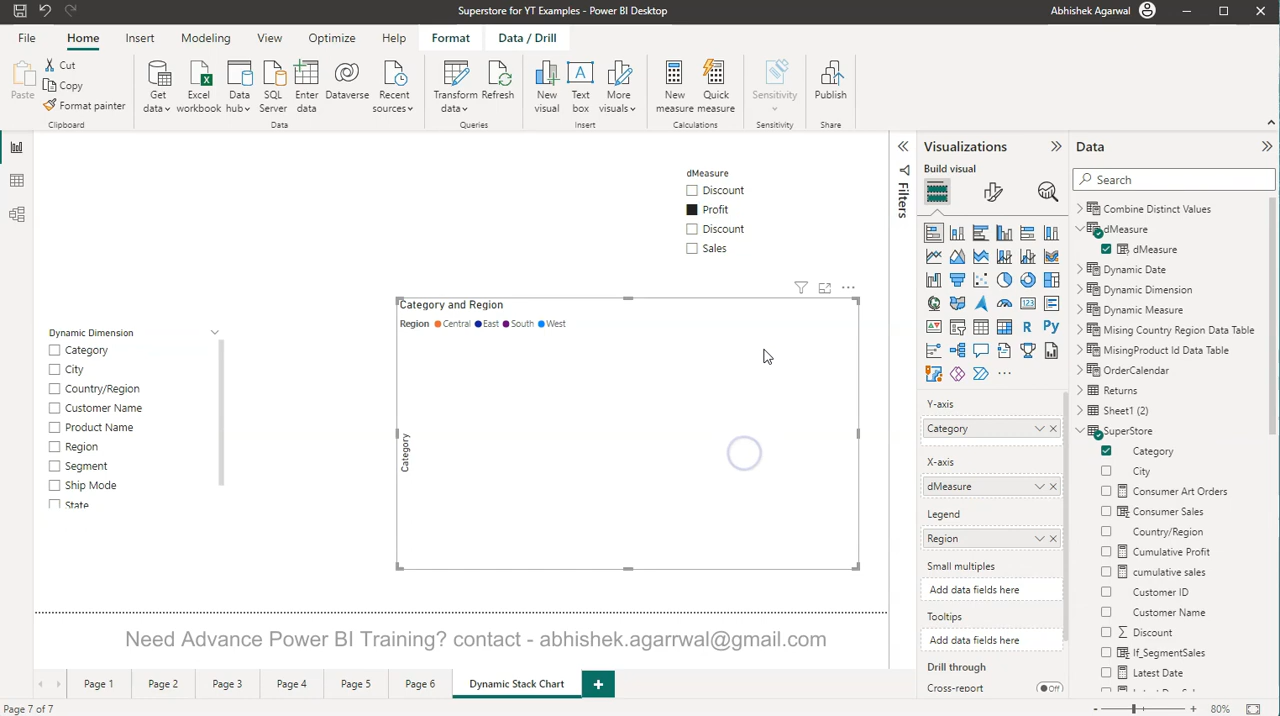 Superstore for YT Examples - Power BI Desktop
Abhishek Agarwal
File Home Insert Modeling View Optimize Help Format Data / Drill
Paste
Cut
Copy
Format painter
Clipboard
Get data
Excel workbook
Data hub
SQL Server
Enter data
Dataverse
Recent sources
Data
Transform data
Refresh
Queries
New visual
Text box
More visuals
Insert
New measure
Quick measure
Calculations
Sensitivity
Sensitivity
Publish
Share
dMeasure
Discount
Profit
Discount
Sales
Dynamic Dimension
Category
City
Country/Region
Customer Name
Product Name
Region
Segment
Ship Mode
State
Category and Region
Region Central East South West
Category
Need Advance Power BI Training? contact - abhishek.agarrwal@gmail.com
Filters
Visualizations
Build visual
R Py
123
Y-axis
Category
X-axis
dMeasure
Legend
Region
Small multiples
Add data fields here
Tooltips
Add data fields here
Drill through
Cross-report
Off
Data
Search
Combine Distinct Values
dMeasure
dMeasure
Dynamic Date
Dynamic Dimension
Dynamic Measure
Mising Country Region Data Table
MisingProduct Id Data Table
OrderCalendar
Returns
Sheet1 (2)
SuperStore
Category
City
Consumer Art Orders
Consumer Sales
Country/Region
Cumulative Profit
cumulative sales
Customer ID
Customer Name
Discount
If_SegmentSales
Latest Date
Page 1 Page 2 Page 3 Page 4 Page 5 Page 6 Dynamic Stack Chart +
Page 7 of 7
- + 80%